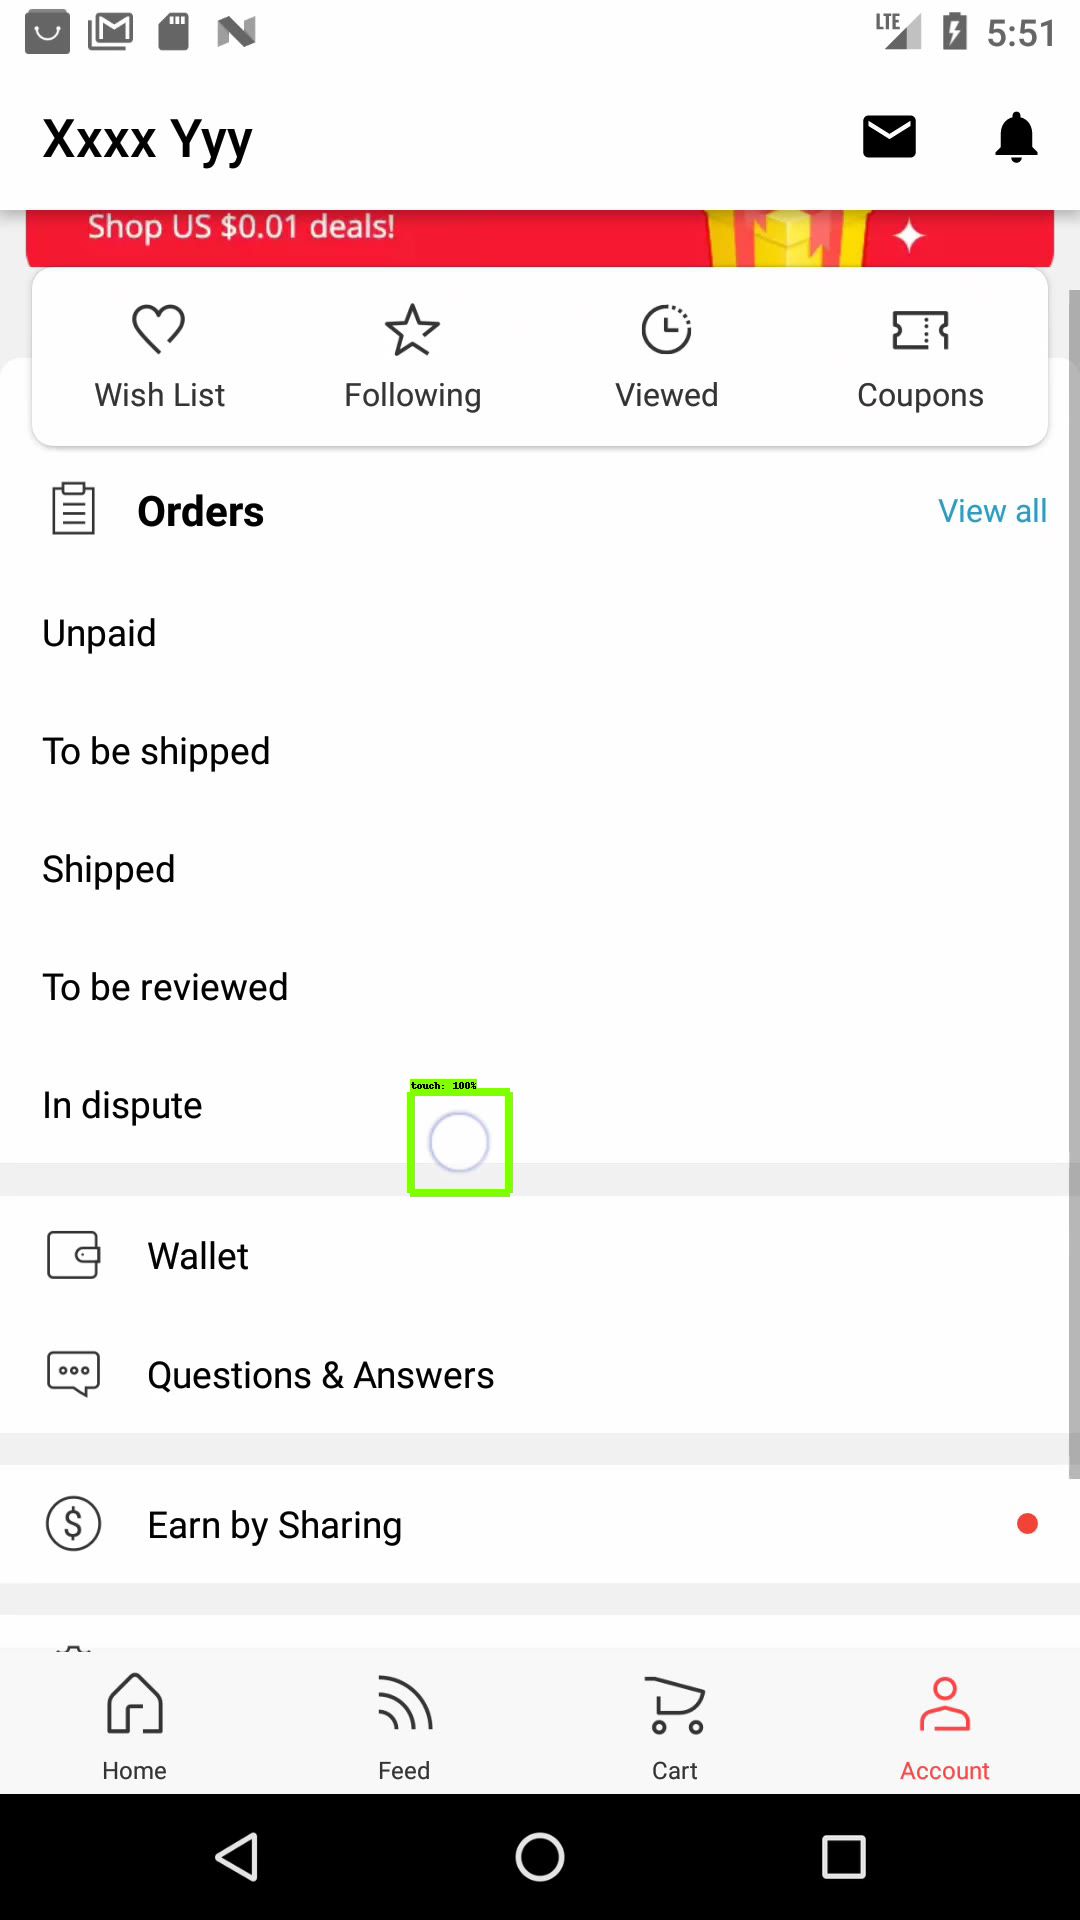 LTE 5:51
Xxxx Yyy
Shop US $0.01 deals!
Wish List Following Viewed Coupons
Orders View all
Unpaid
To be shipped
Shipped
To be reviewed
In dispute
touch: 100%
Wallet
Questions & Answers
Earn by Sharing
Home Feed Cart Account